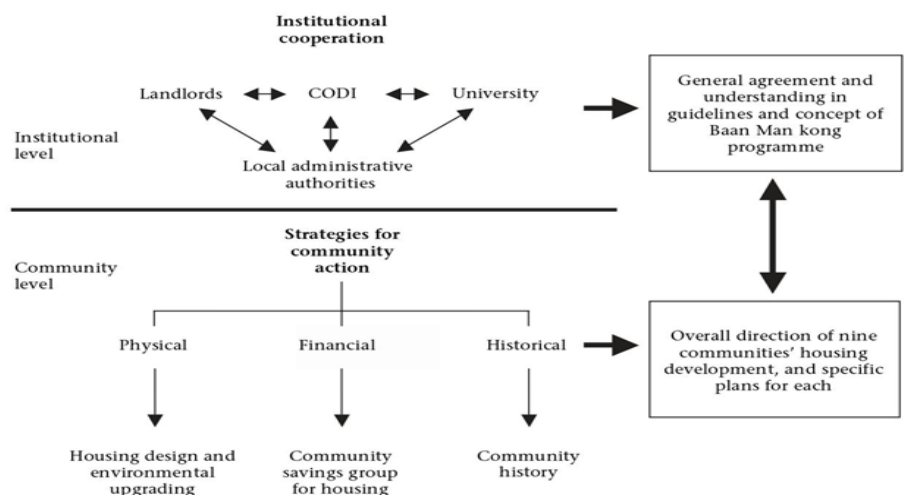 Institutional
cooperation
Landlords CODI University
Institutional
level
Local administrative
authorities
General agreement and
understanding in
guidelines and concept of
Baan Man kong
programme
Strategies for
community
action
Community
level
Physical Financial Historical
Overall direction of nine
communities’ housing
development, and specific
plans for each
Housing design and
environmental
upgrading
Community
savings group
for housing
Community
history